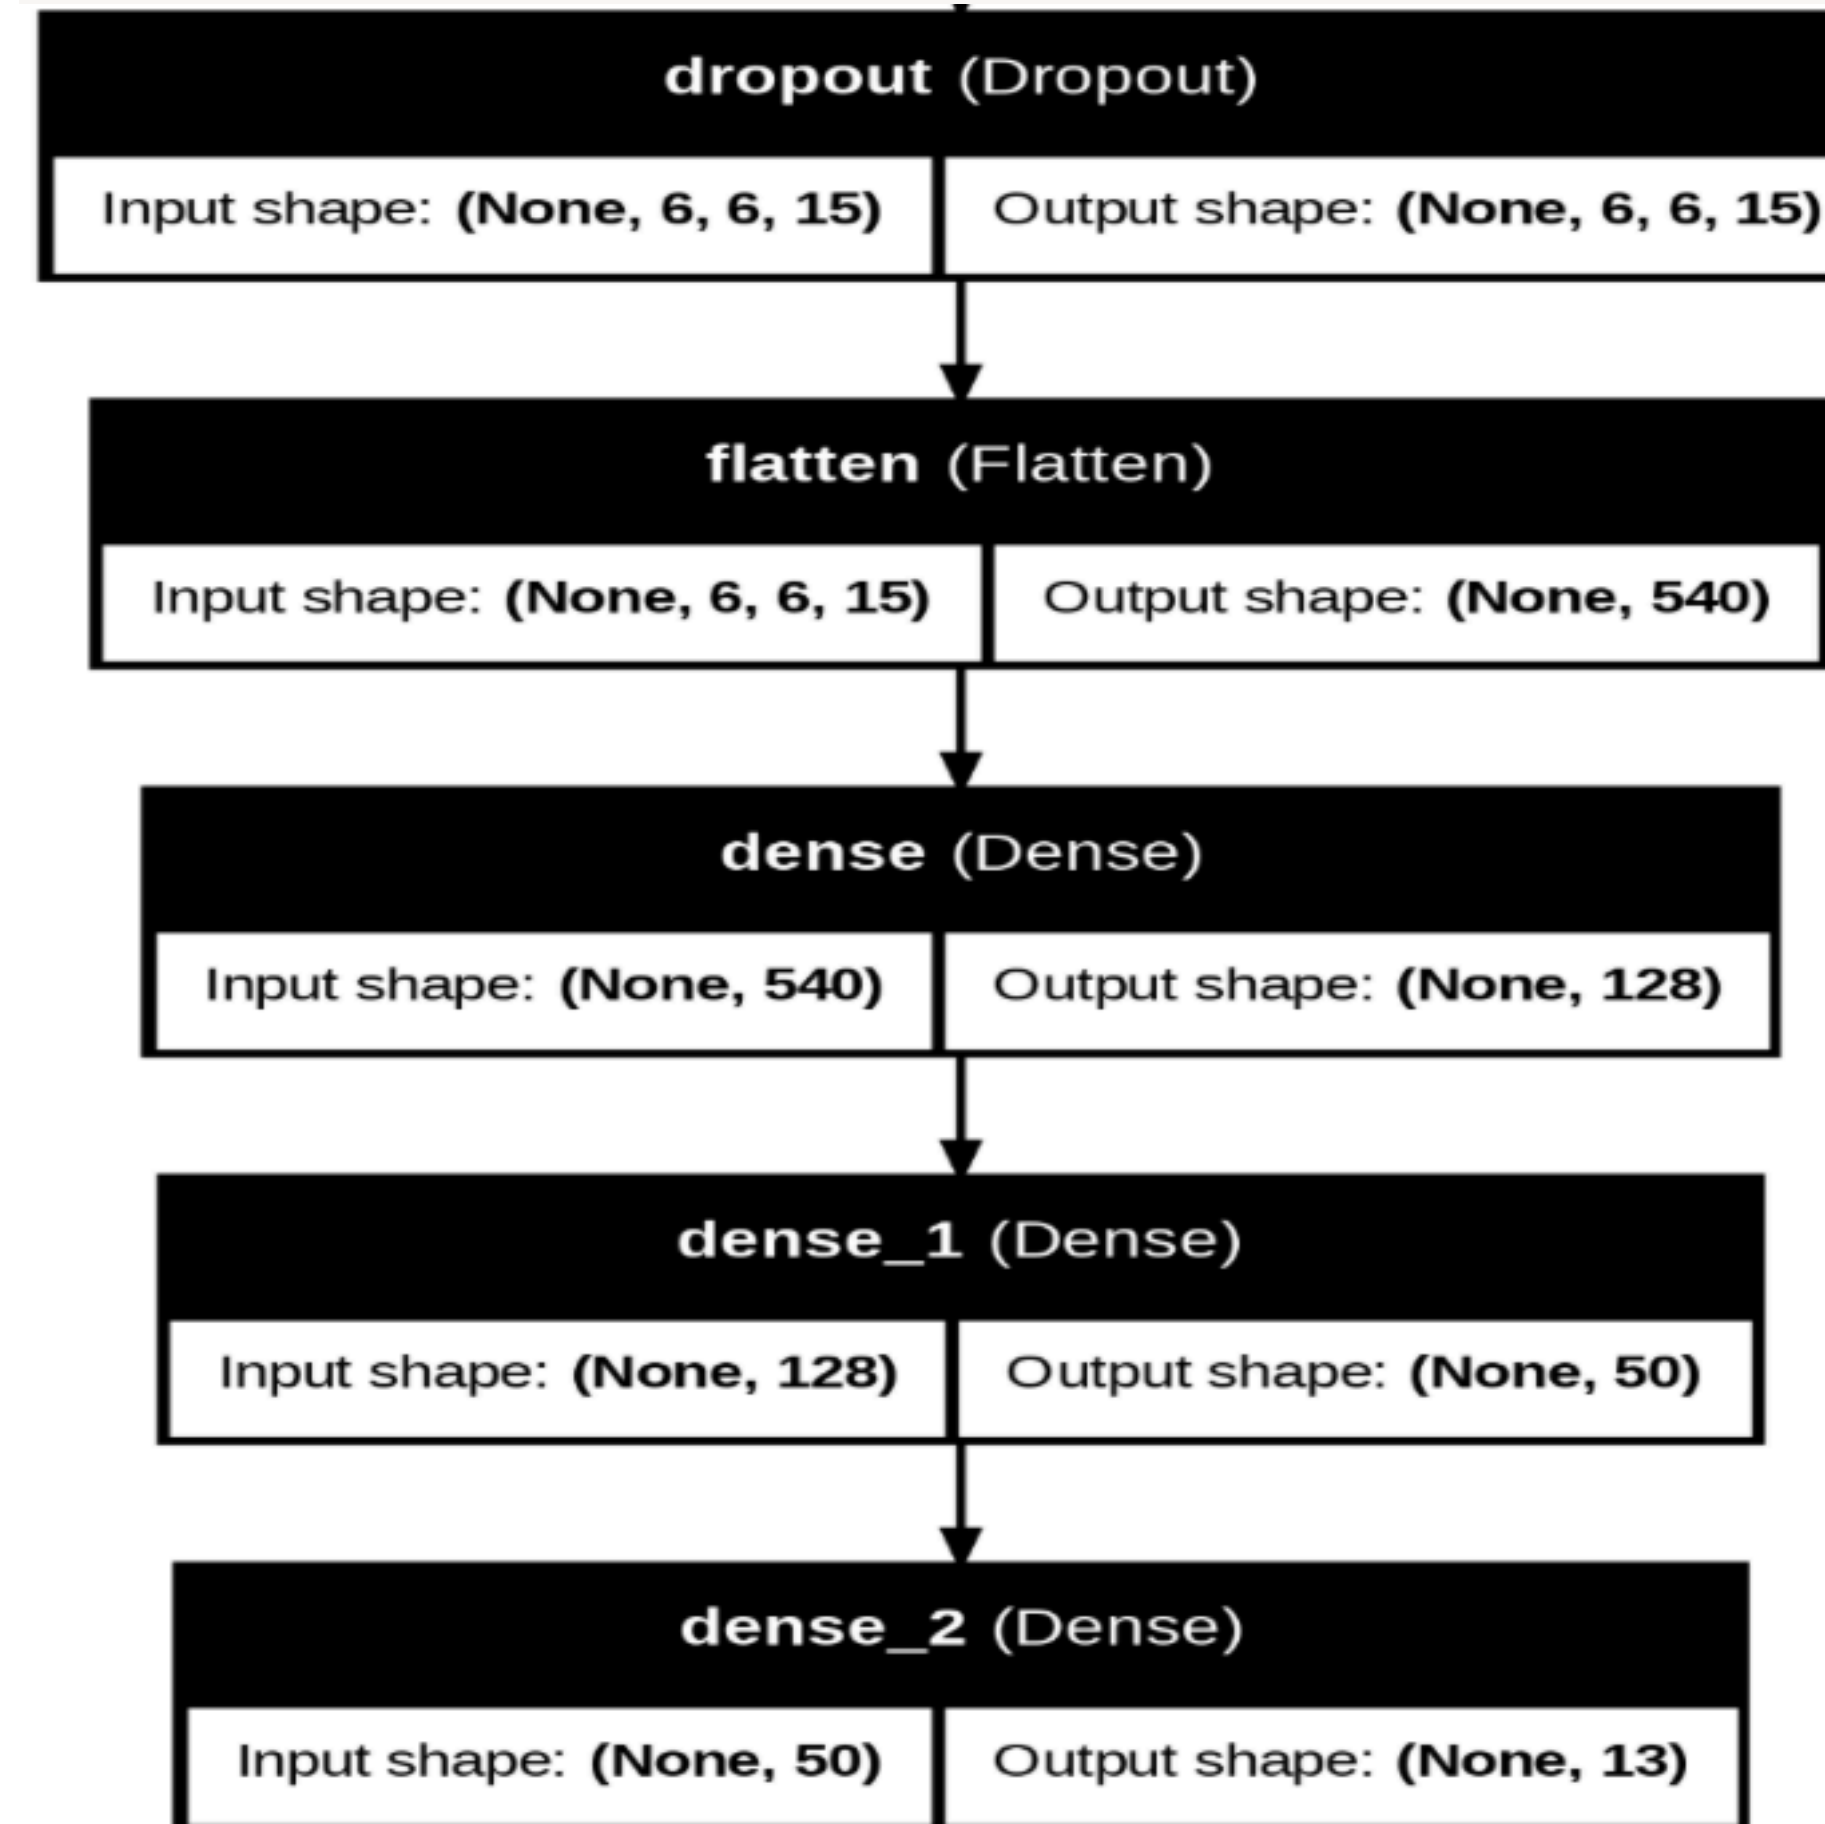 dropout (Dropout)
Input shape: (None, 6, 6, 15)
Output shape: (None, 6, 6, 15)
flatten (Flatten)
Input shape: (None, 6, 6, 15)
Output shape: (None, 540)
dense (Dense)
Input shape: (None, 540)
Output shape: (None, 128)
dense_1 (Dense)
Input shape: (None, 128)
Output shape: (None, 50)
dense_2 (Dense)
Input shape: (None, 50)
Output shape: (None, 13)